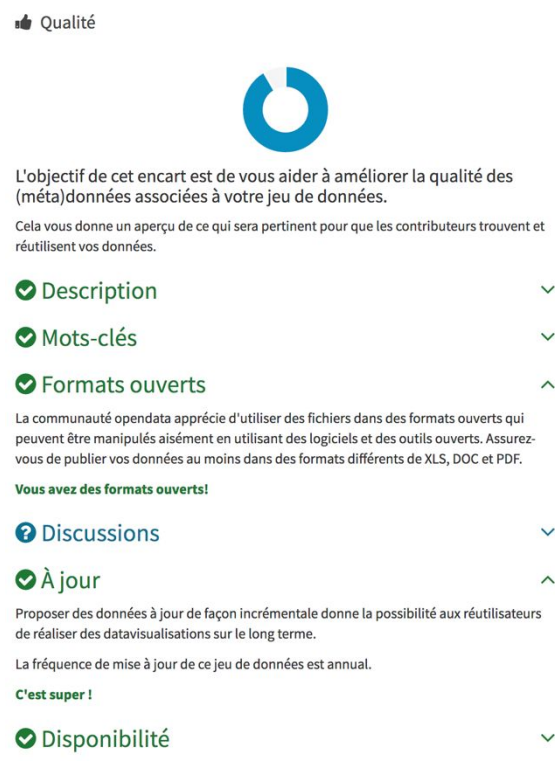 Qualité
L'objectif de cet encart est de vous aider à améliorer la qualité des
(méta)données associées à votre jeu de données.
Cela vous donne un aperçu de ce qui sera pertinent pour que les contributeurs trouvent et
réutilisent vos données.
Description
Mots-clés
Formats ouverts
La communauté opendata apprécie d'utiliser des fichiers dans des formats ouverts qui
peuvent être manipulés aisément en utilisant des logiciels et des outils ouverts. Assurez-
vous de publier vos données au moins dans des formats différents de XLS, DOC et PDF.
Vous avez des formats ouverts!
Discussions
À jour
Proposer des données à jour de façon incrémentale donne la possibilité aux réutilisateurs
de réaliser des datavisualisations sur le long terme.
La fréquence de mise à jour de ce jeu de données est annual.
C'est super !
Disponibilité